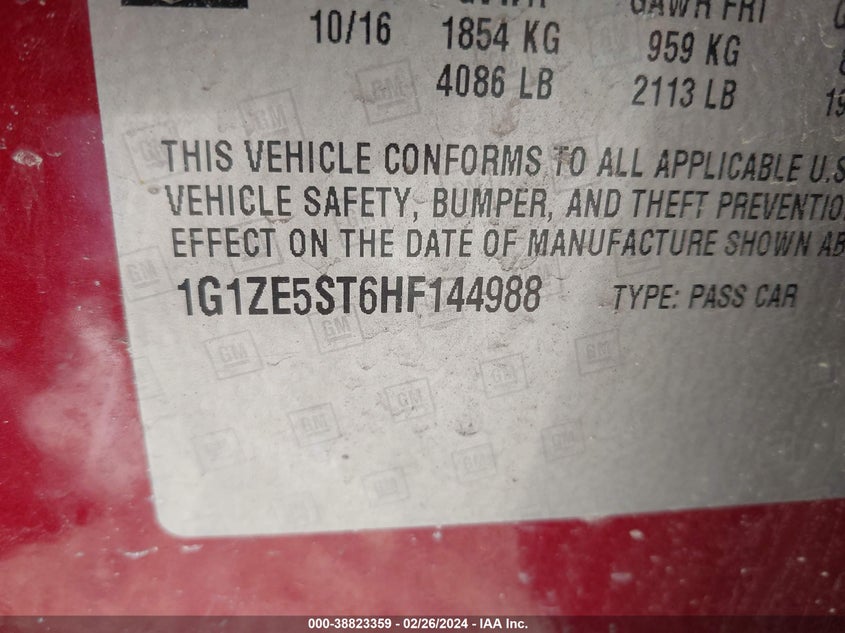 10/16 1854 KG 959 KG
4086 LB 2113 LB
THIS VEHICLE CONFORMS TO ALL APPLICABLE U.S
VEHICLE SAFETY, BUMPER, AND THEFT PREVENTIO
EFFECT ON THE DATE OF MANUFACTURE SHOWN AB
1G1ZE5ST6HF144988 TYPE: PASS CAR
000-38823359 - 02/26/2024 - IAA Inc.